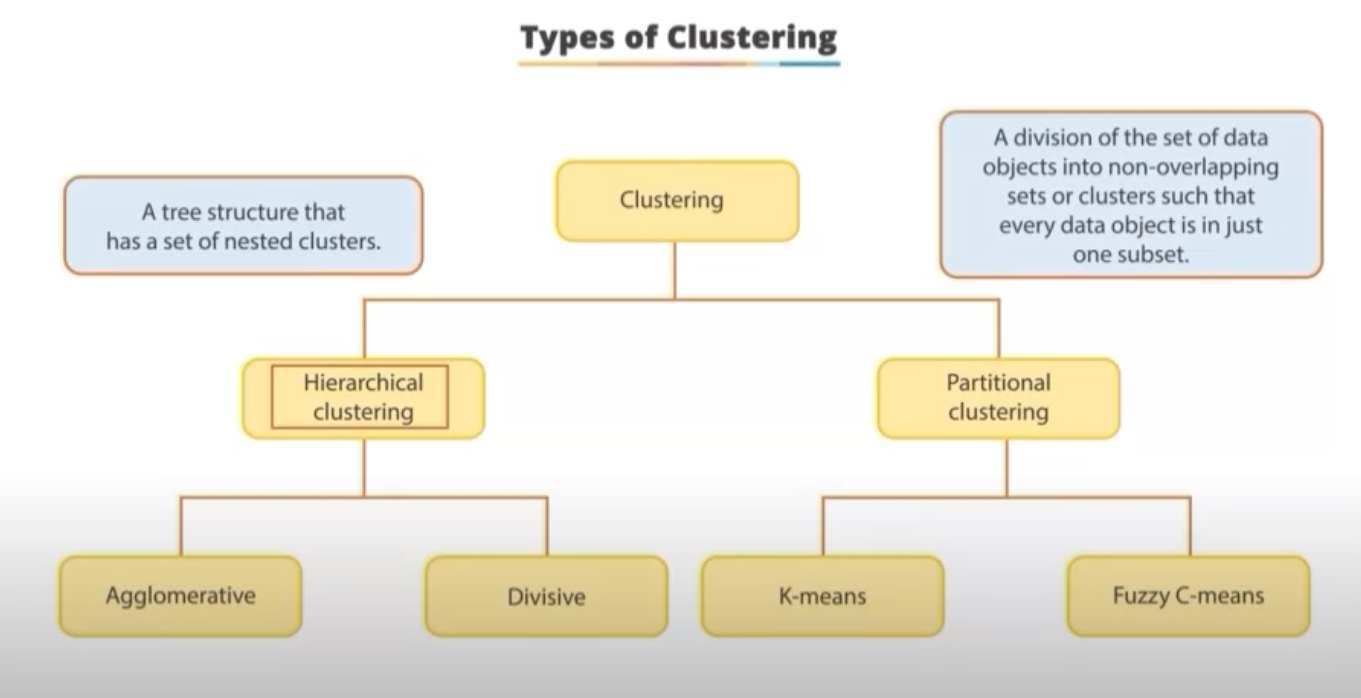 Types of Clustering
A tree structure that
has a set of nested clusters.
Clustering
A division of the set of data
objects into non-overlapping
sets or clusters such that
every data object is in just
one subset.
Hierarchical
clustering
Partitional
clustering
Agglomerative
Divisive
K-means
Fuzzy C-means